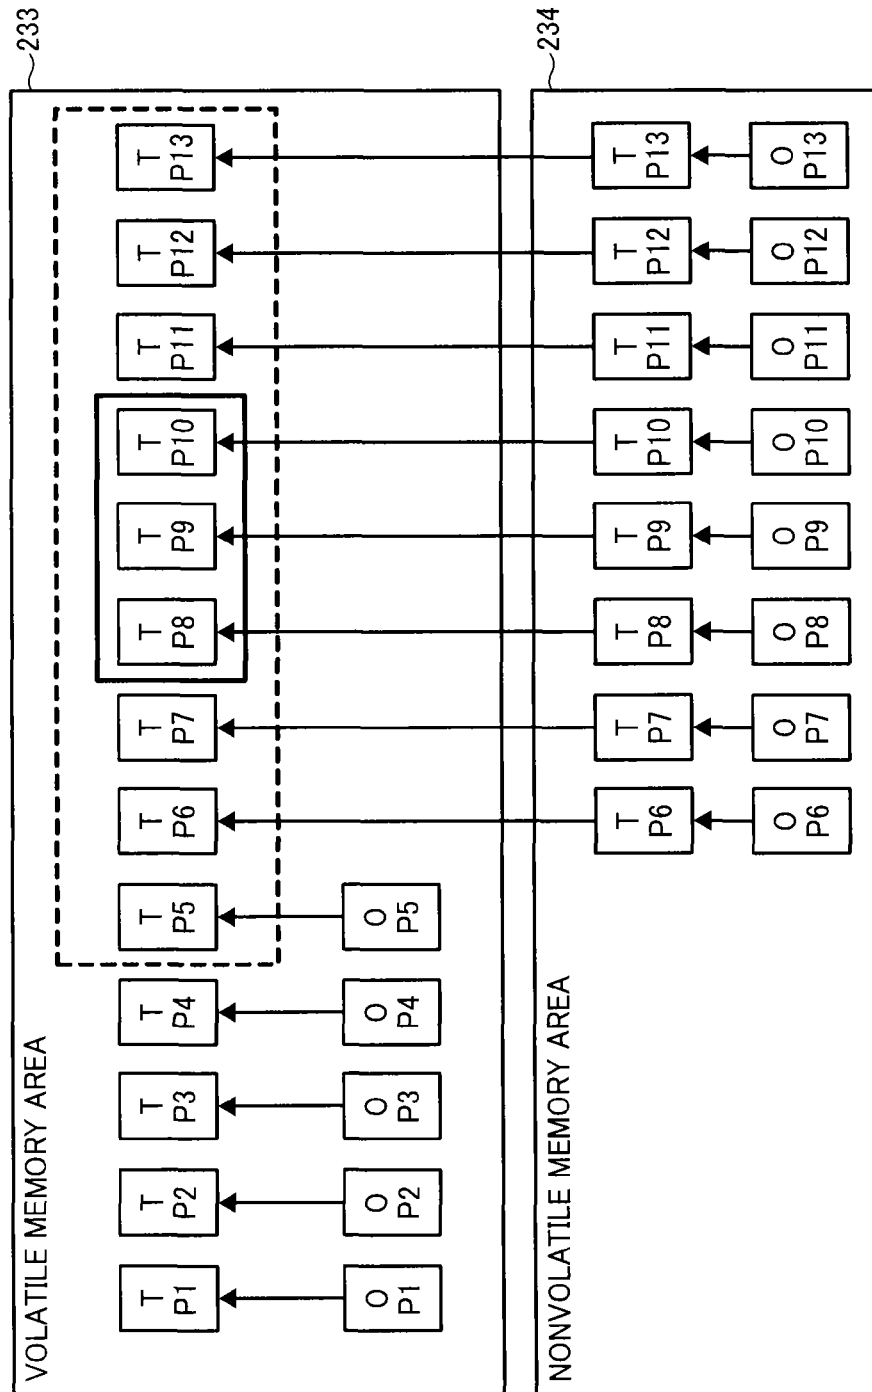 VOLATILE MEMORY AREA
233
T T T T T T T T T T T T T
P1 P2 P3 P4 P5 P6 P7 P8 P9 P10 P11 P12 P13
O O O O O
P1 P2 P3 P4 P5
NONVOLATILE MEMORY AREA
234
T T T T T T T T
P6 P7 P8 P9 P10 P11 P12 P13
O O O O O O O O
P6 P7 P8 P9 P10 P11 P12 P13